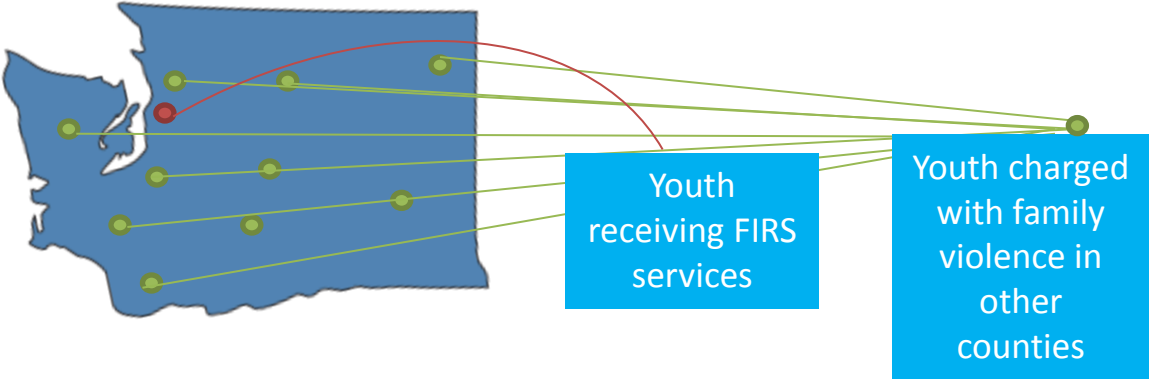 Youth
receiving FIRS
services
Youth charged
with family
violence in
other
counties